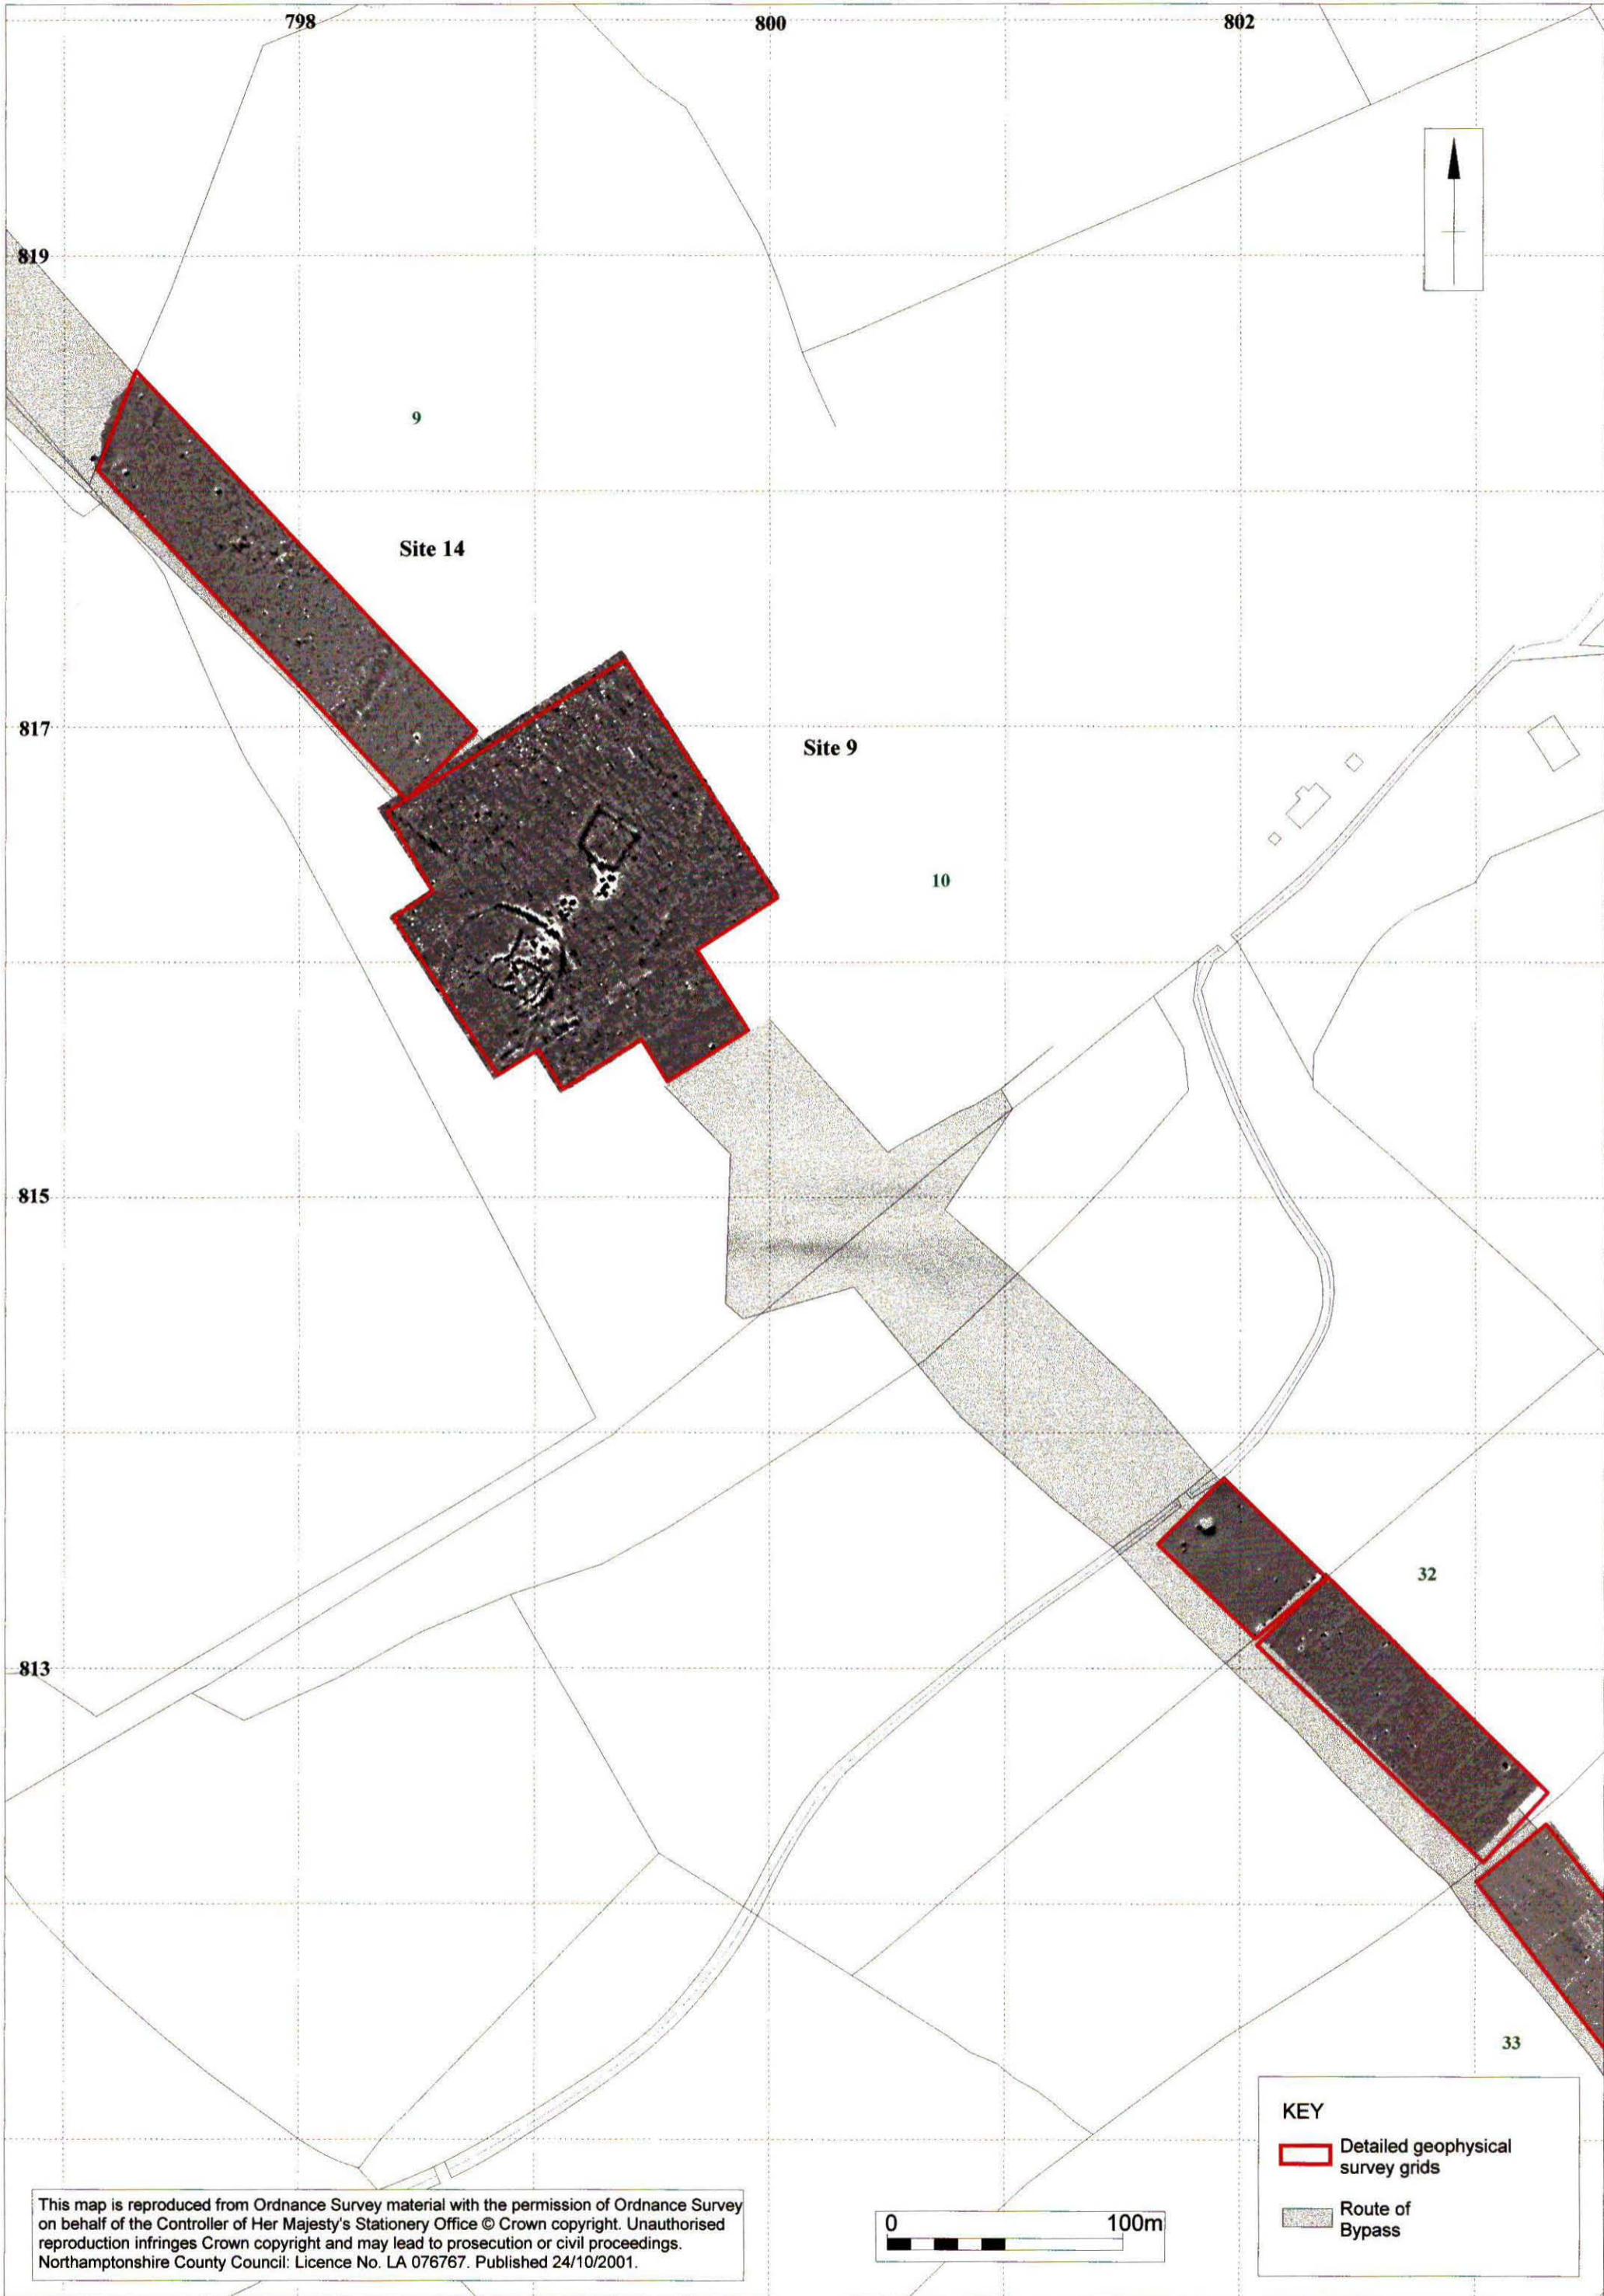 798
800
802
819
9
Site 14
817
Site 9
10
815
32
813
33
KEY
Detailed geophysical
survey grids
Route of
Bypass
This map is reproduced from Ordnance Survey material with the permission of Ordnance Survey
on behalf of the Controller of Her Majesty's Stationery Office © Crown copyright. Unauthorised
reproduction infringes Crown copyright and may lead to prosecution or civil proceedings.
Northamptonshire County Council: Licence No. LA 076767. Published 24/10/2001.
0 100m